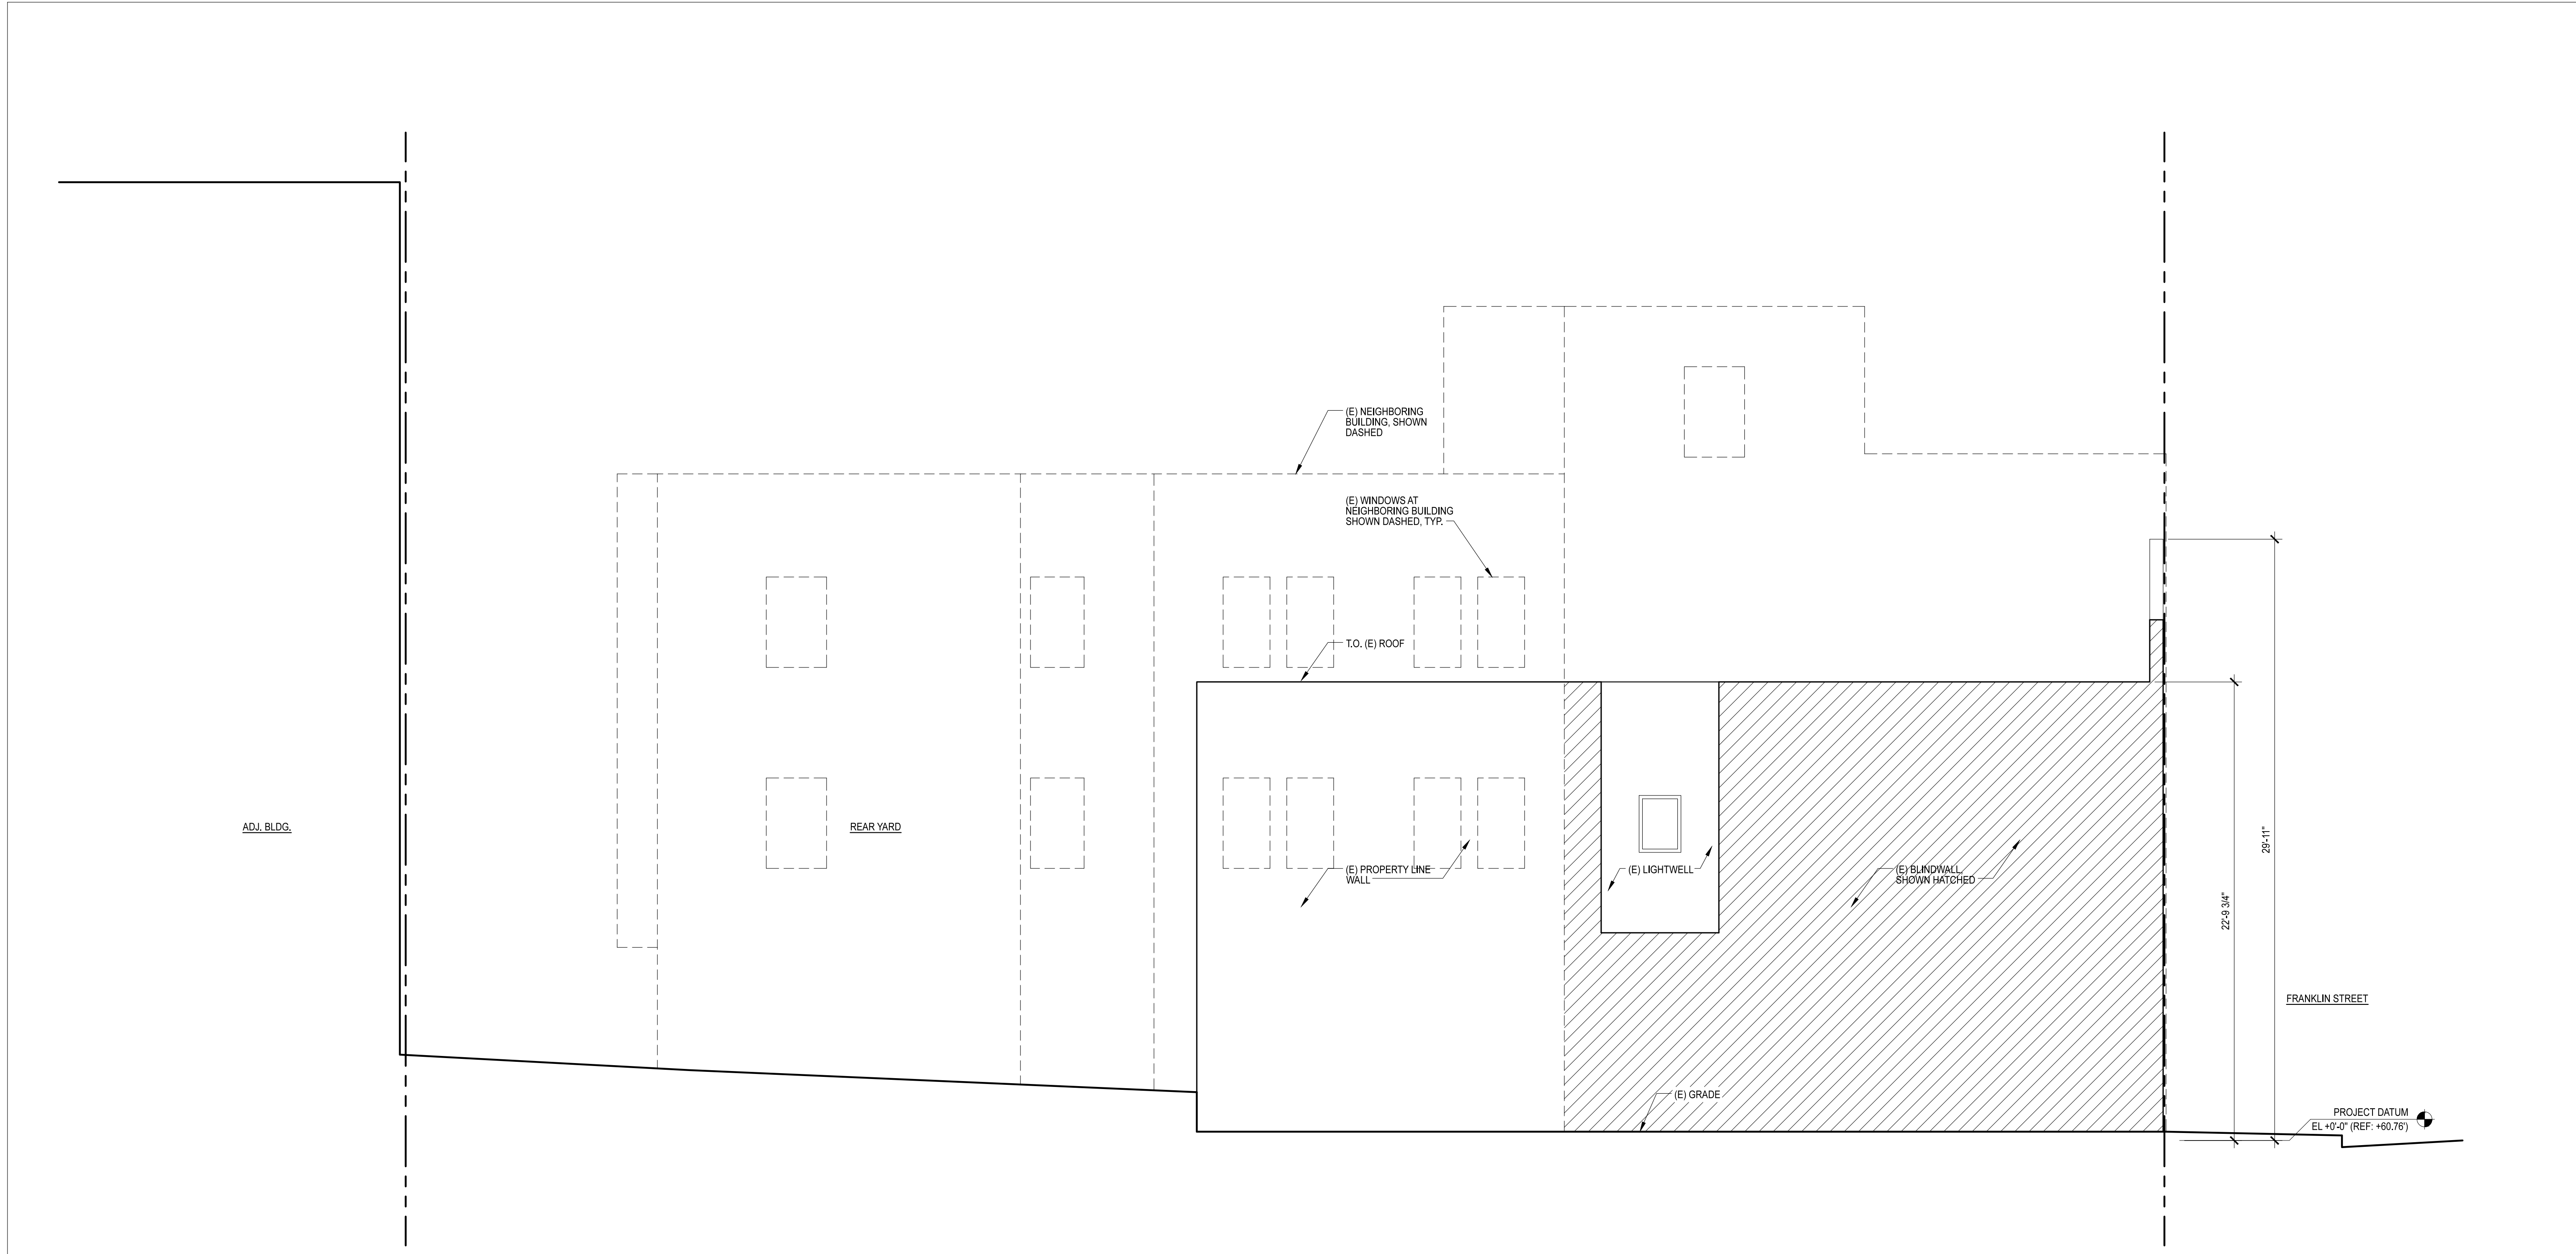 (E) NEIGHBORING
BUILDING, SHOWN
DASHED
(E) WINDOWS AT
NEIGHBORING BUILDING
SHOWN DASHED, TYP.
T.O. (E) ROOF
ADJ. BLDG.
REAR YARD
(E) PROPERTY LINE
WALL
(E) LIGHTWELL
(E) BLINDWALL,
SHOWN HATCHED
29'-11"
22'-9 3/4"
FRANKLIN STREET
(E) GRADE
PROJECT DATUM
EL +0'-0" (REF: +60.76')